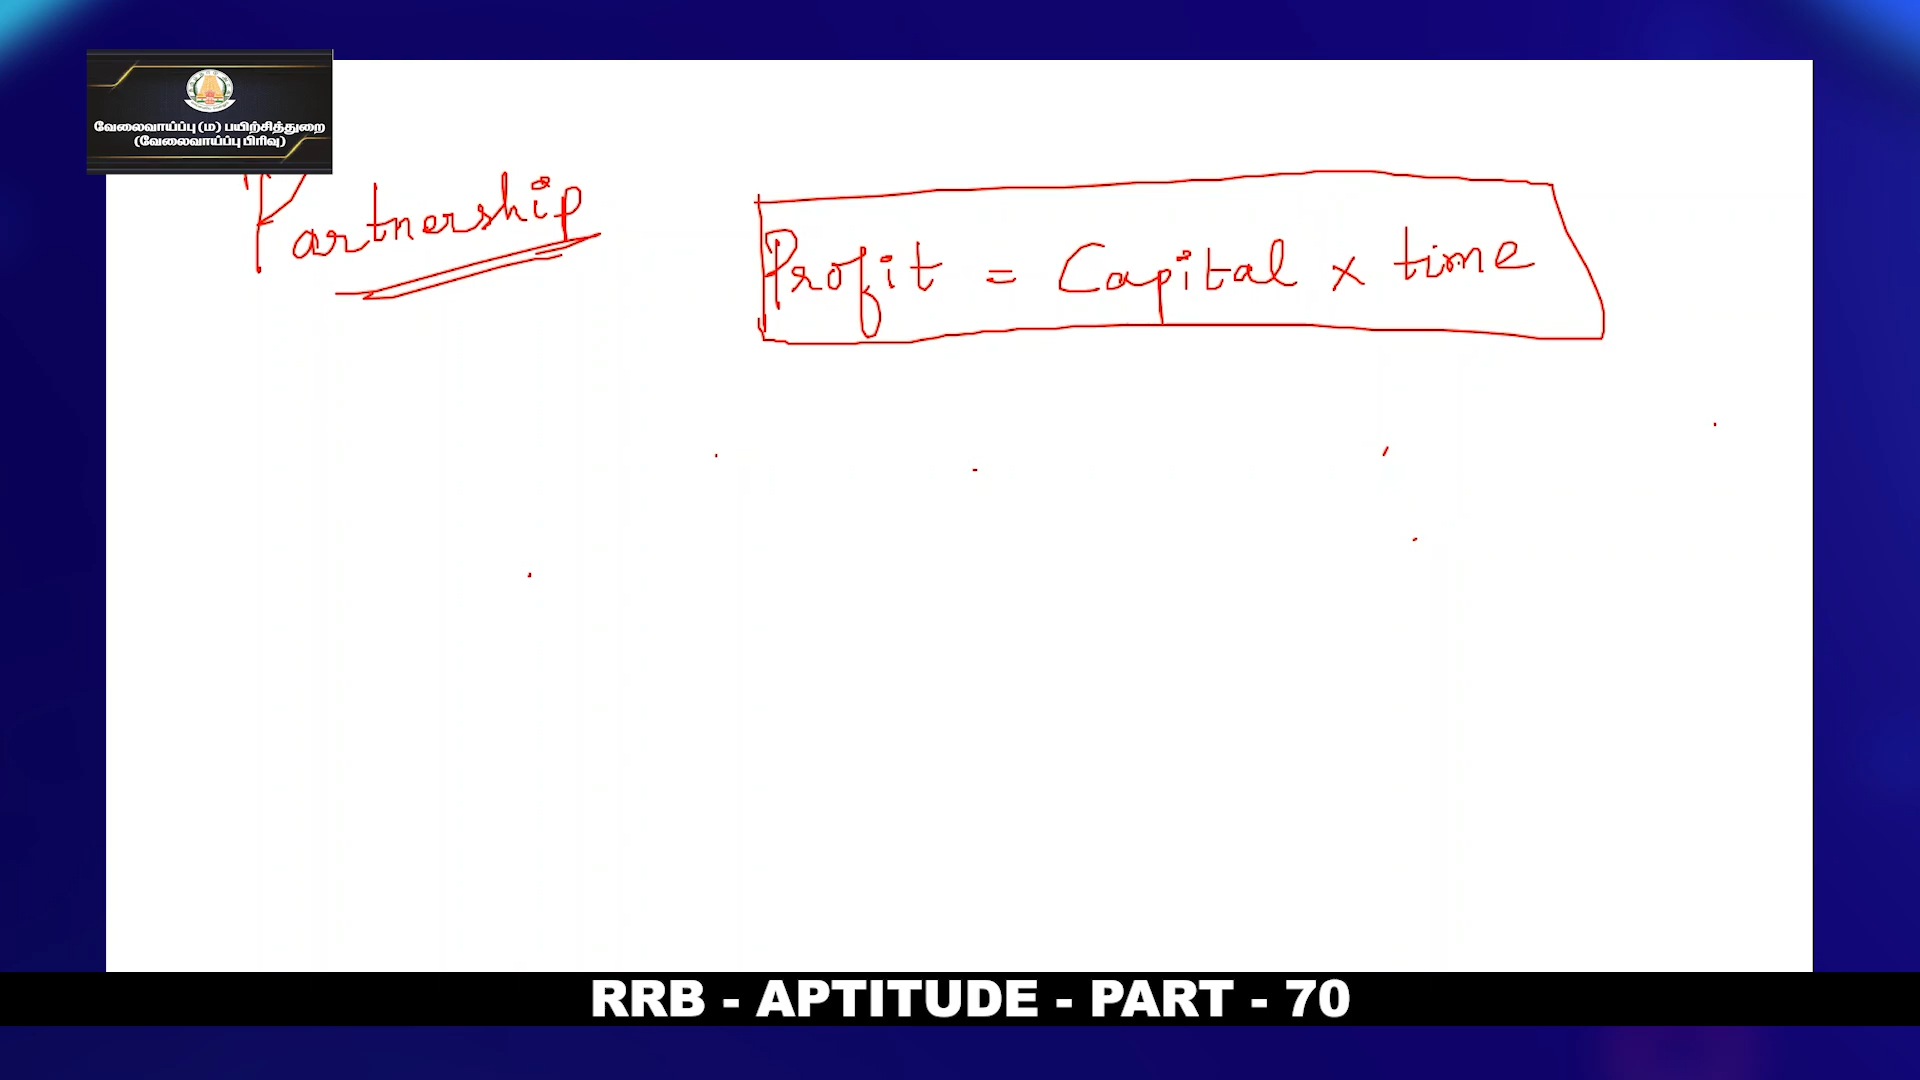 வேலைவாய்ப்பு (ம) பயிற்சித்துறை
(வேலைவாய்ப்பு பிரிவு)
Partnership
Profit = Capital x time
RRB - APTITUDE - PART - 70